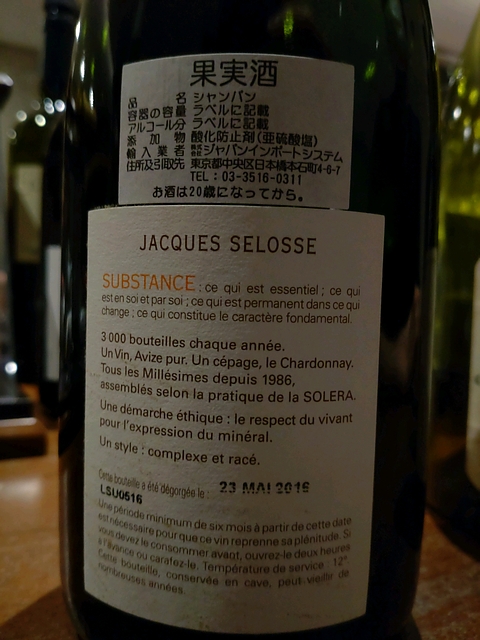 果実酒
品 名 シャンパン
容器の容量 ラベルに記載
アルコール分 ラベルに記載
添加物 酸化防止剤(亜硫酸塩)
輸入業者 株式会社ジャパンインポートシステム
住所及引取先 東京都中央区日本橋本石町4-6-7
TEL:03-3516-0311
お酒は20歳になってから。
JACQUES SELOSSE
SUBSTANCE : ce qui est essentiel ; ce qui
est en soi et par soi ; ce qui est permanent dans ce qui
change ; ce qui constitue le caractère fondamental.
3 000 bouteilles chaque année.
Un Vin, Avize pur. Un cépage, le Chardonnay.
Tous les Millésimes depuis 1986,
assemblés selon la pratique de la SOLERA.
Une démarche éthique : le respect du vivant
pour l'expression du minéral.
Un style : complexe et racé.
Cette bouteille a été dégorgée le : 23 MAI 2016
LSU0516
Une période minimum de six mois à partir de cette date
est nécessaire pour que ce vin reprenne sa plénitude. Si
vous devez le consommer avant, ouvrez-le deux heures
à l'avance ou carafez-le. Température de service 12°.
Cette bouteille, conservée en cave, peut-vieillir de
nombreuses années.